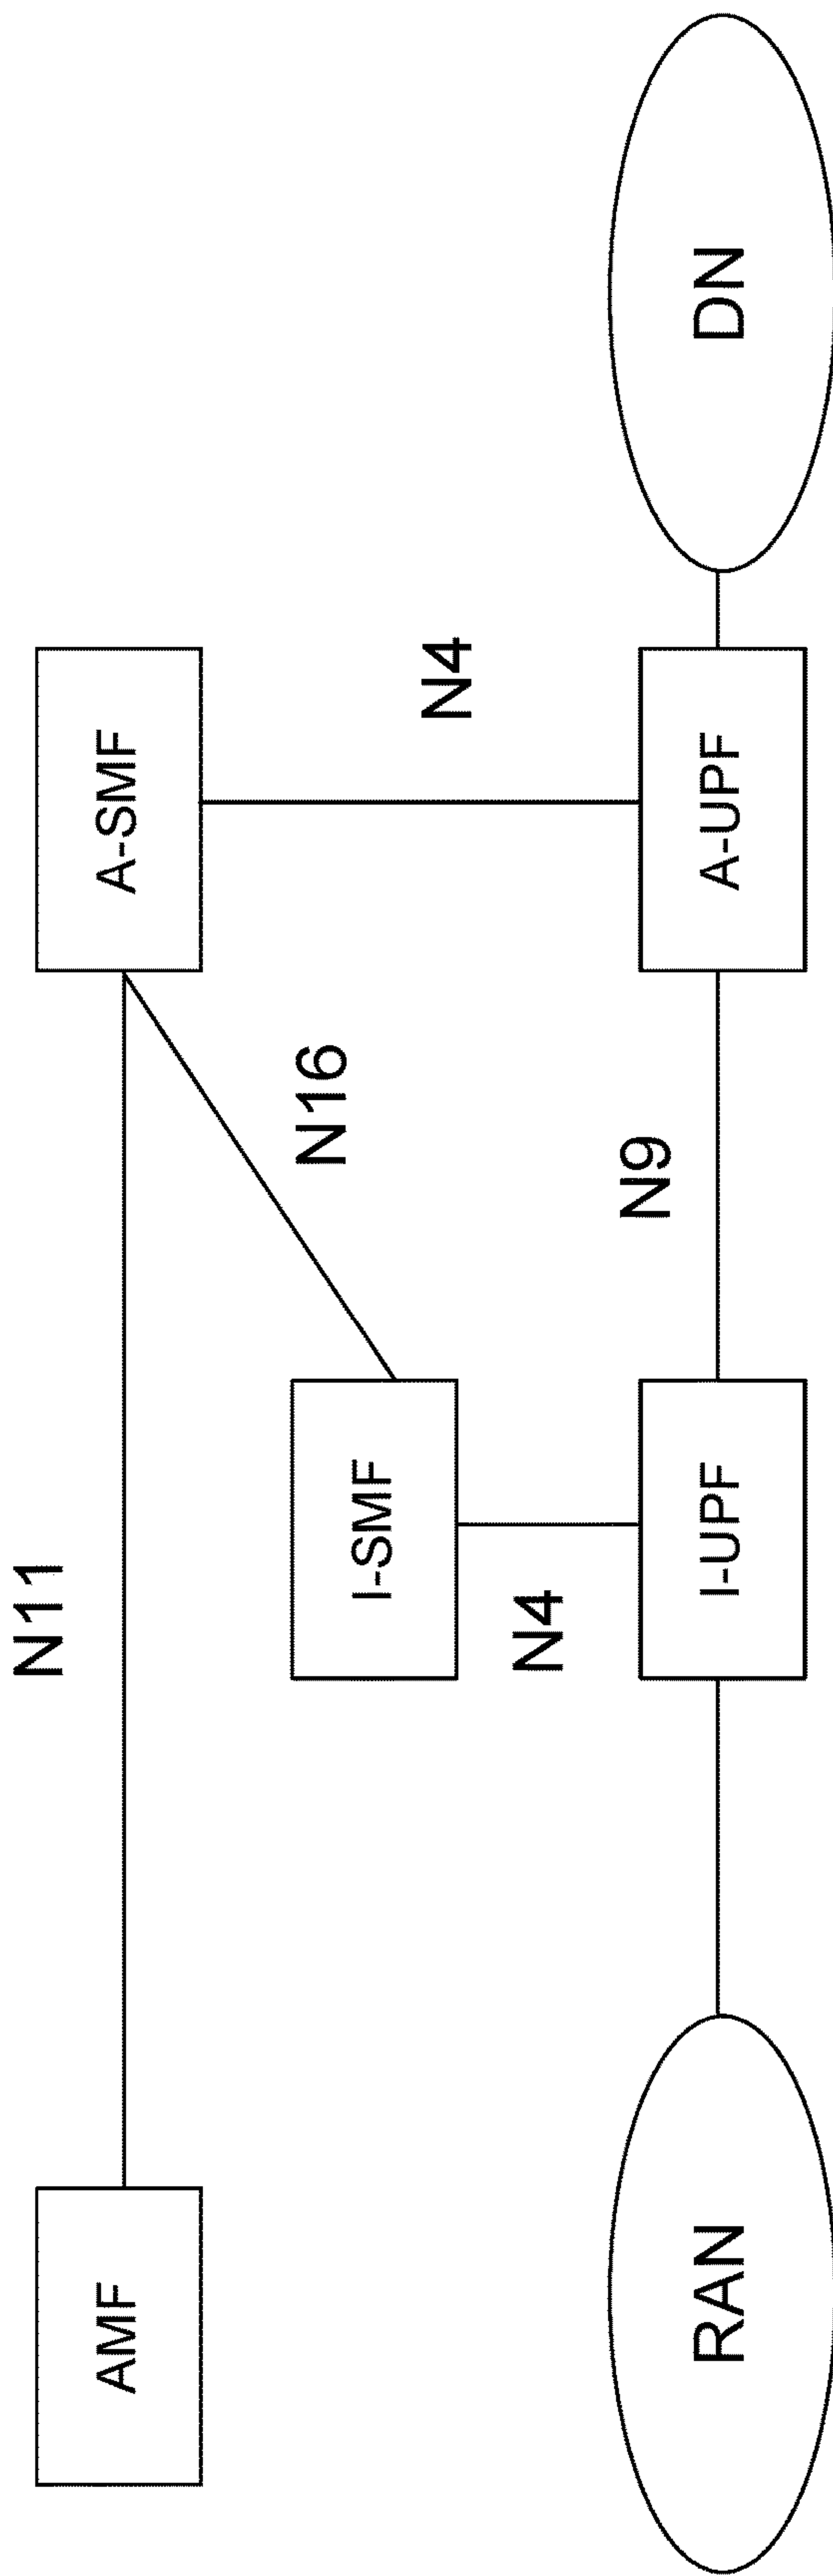 N11
AMF
A-SMF
N16
I-SMF
N4
N4
N9
RAN
I-UPF
A-UPF
DN